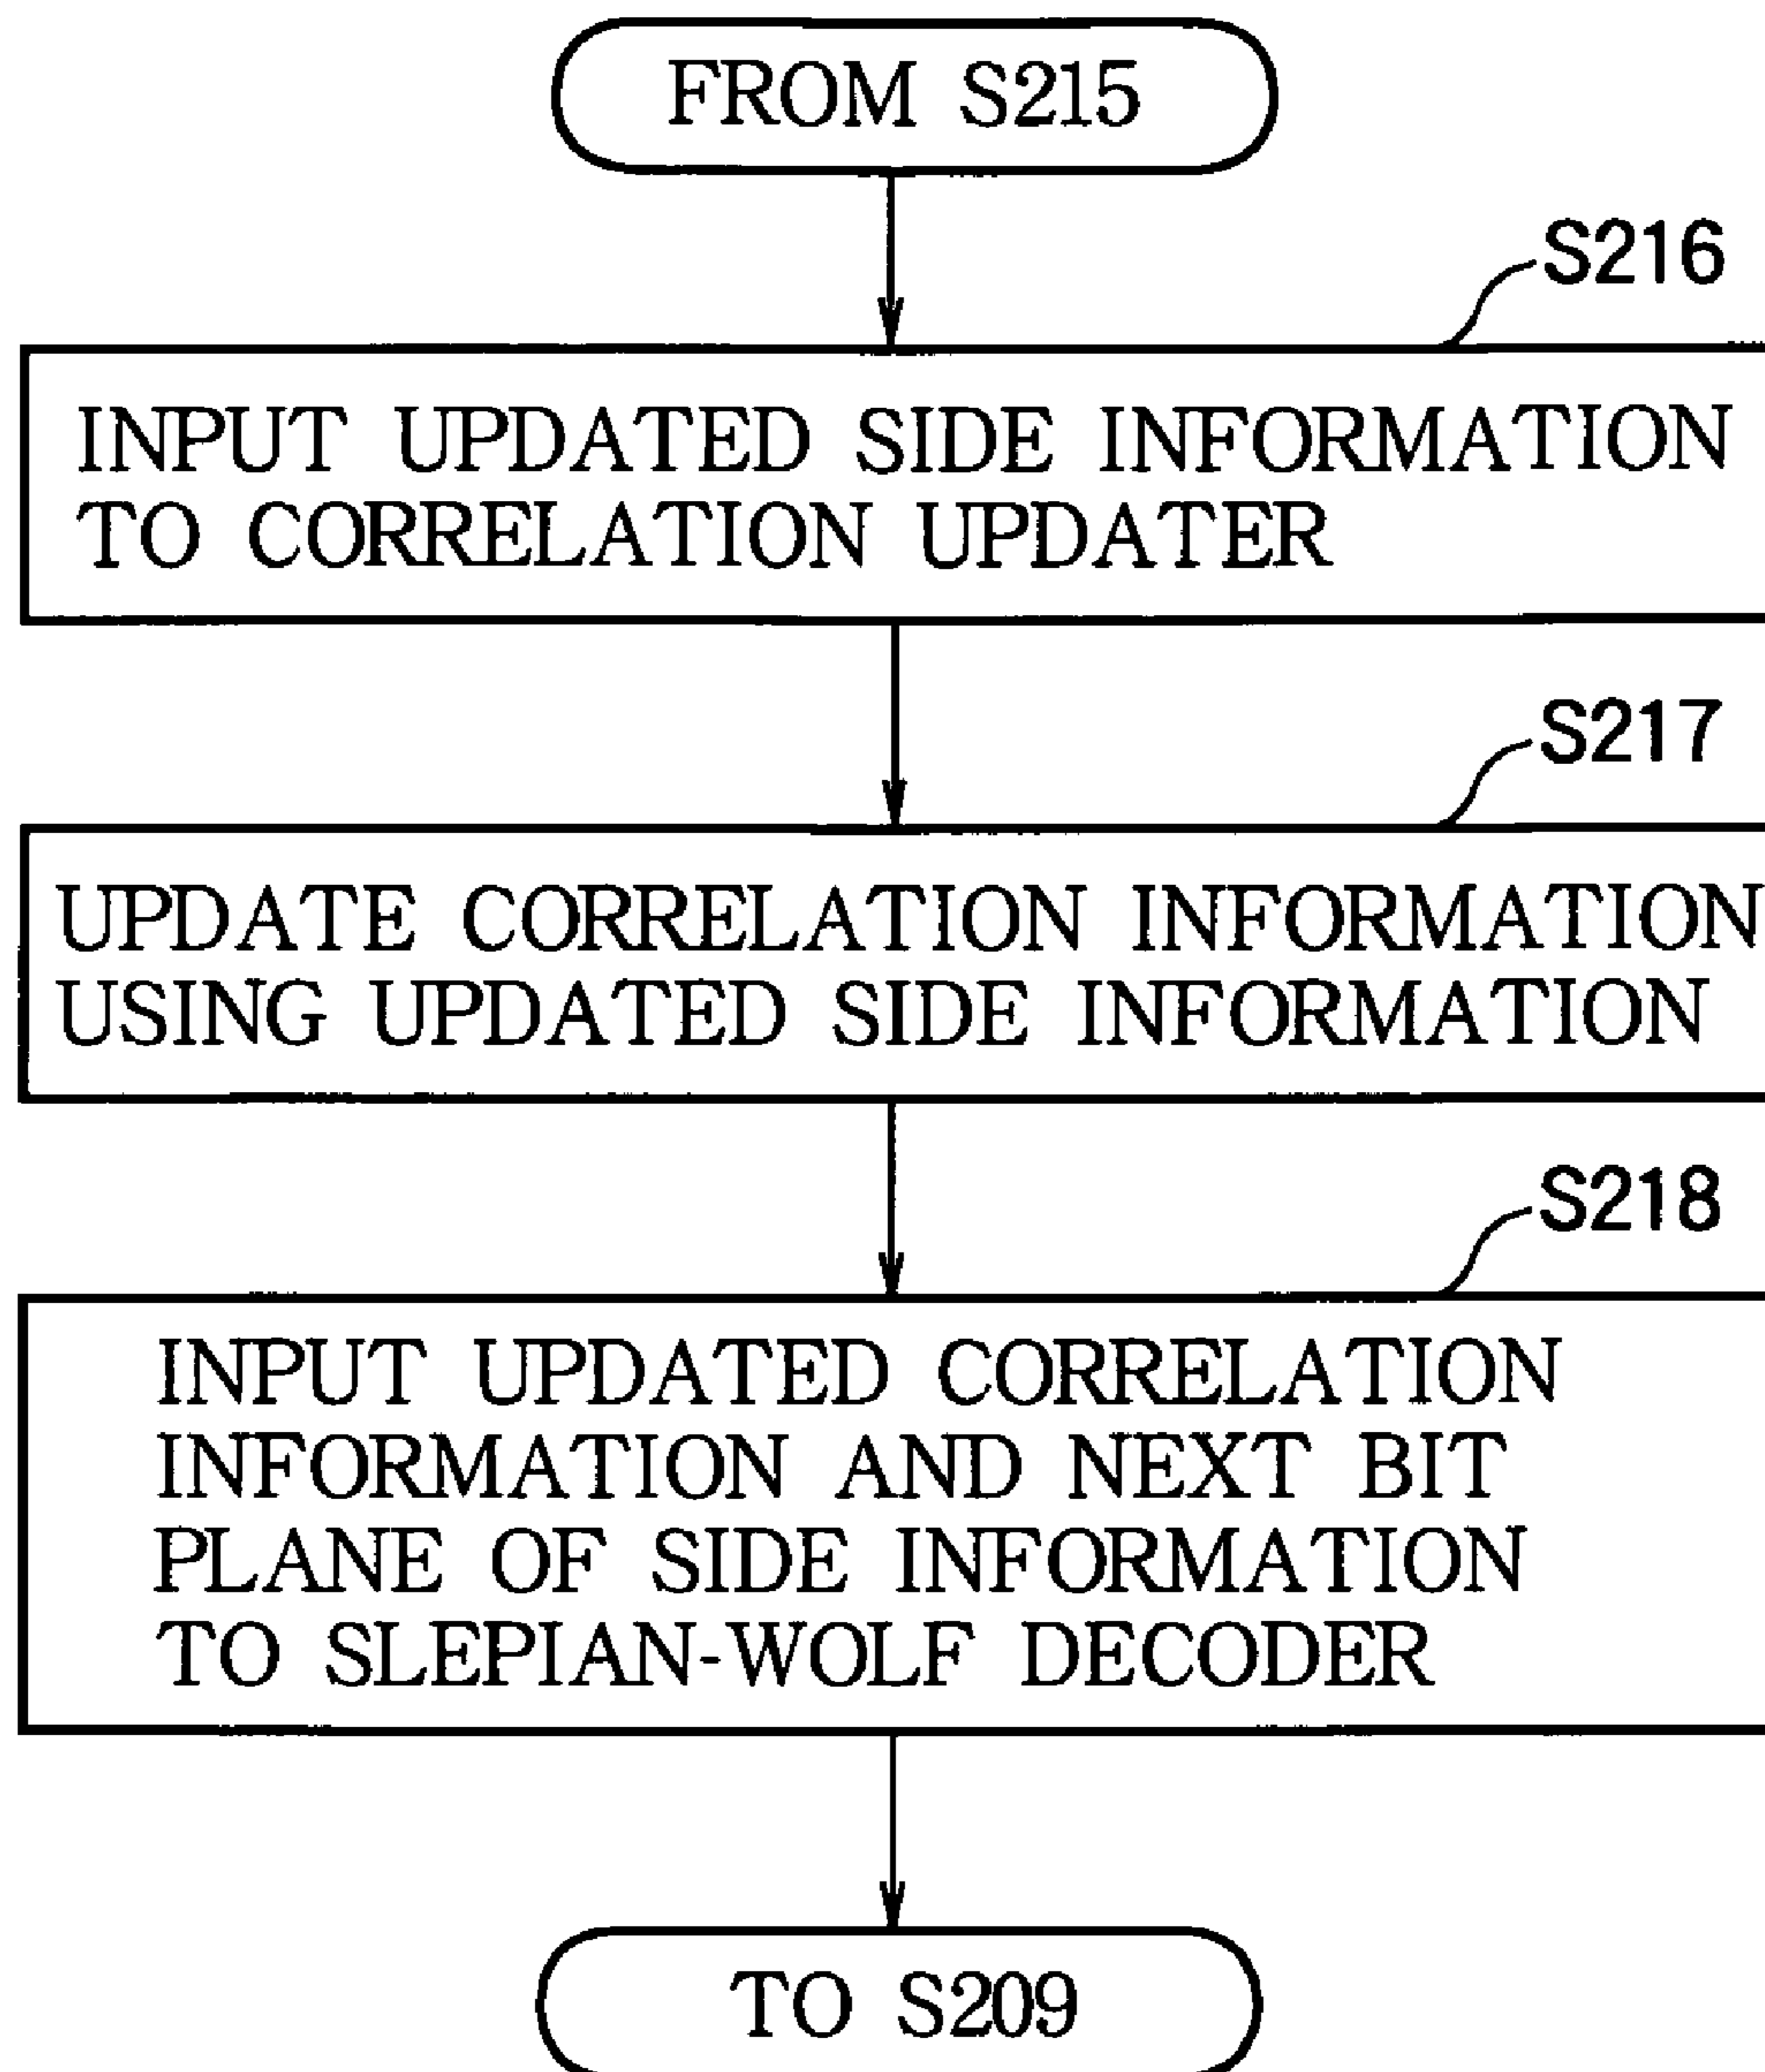 FROM S215
S216
INPUT UPDATED SIDE INFORMATION
TO CORRELATION UPDATER
S217
UPDATE CORRELATION INFORMATION
USING UPDATED SIDE INFORMATION
S218
INPUT UPDATED CORRELATION
INFORMATION AND NEXT BIT
PLANE OF SIDE INFORMATION
TO SLEPIAN-WOLF DECODER
TO S209